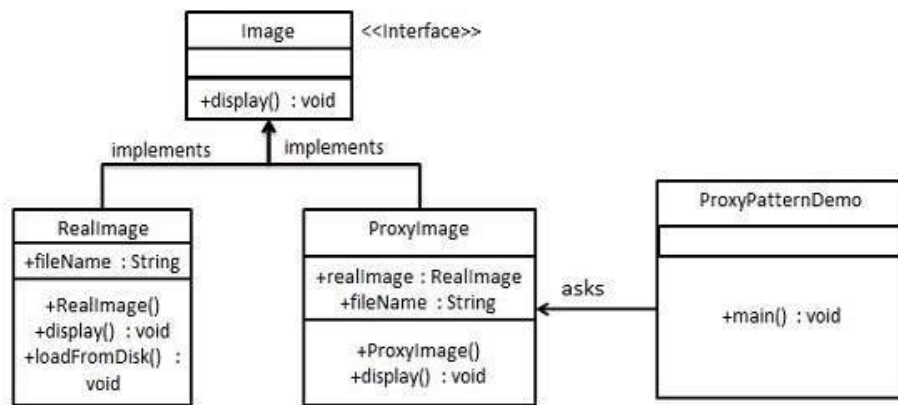 Image
<<Interface>>
+display() : void
implements
implements
RealImage
+fileName : String
+RealImage()
+display() : void
+loadFromDisk() :
void
ProxyImage
+realImage : RealImage
+fileName : String
+ProxyImage()
+display() : void
asks
ProxyPatternDemo
+main() : void